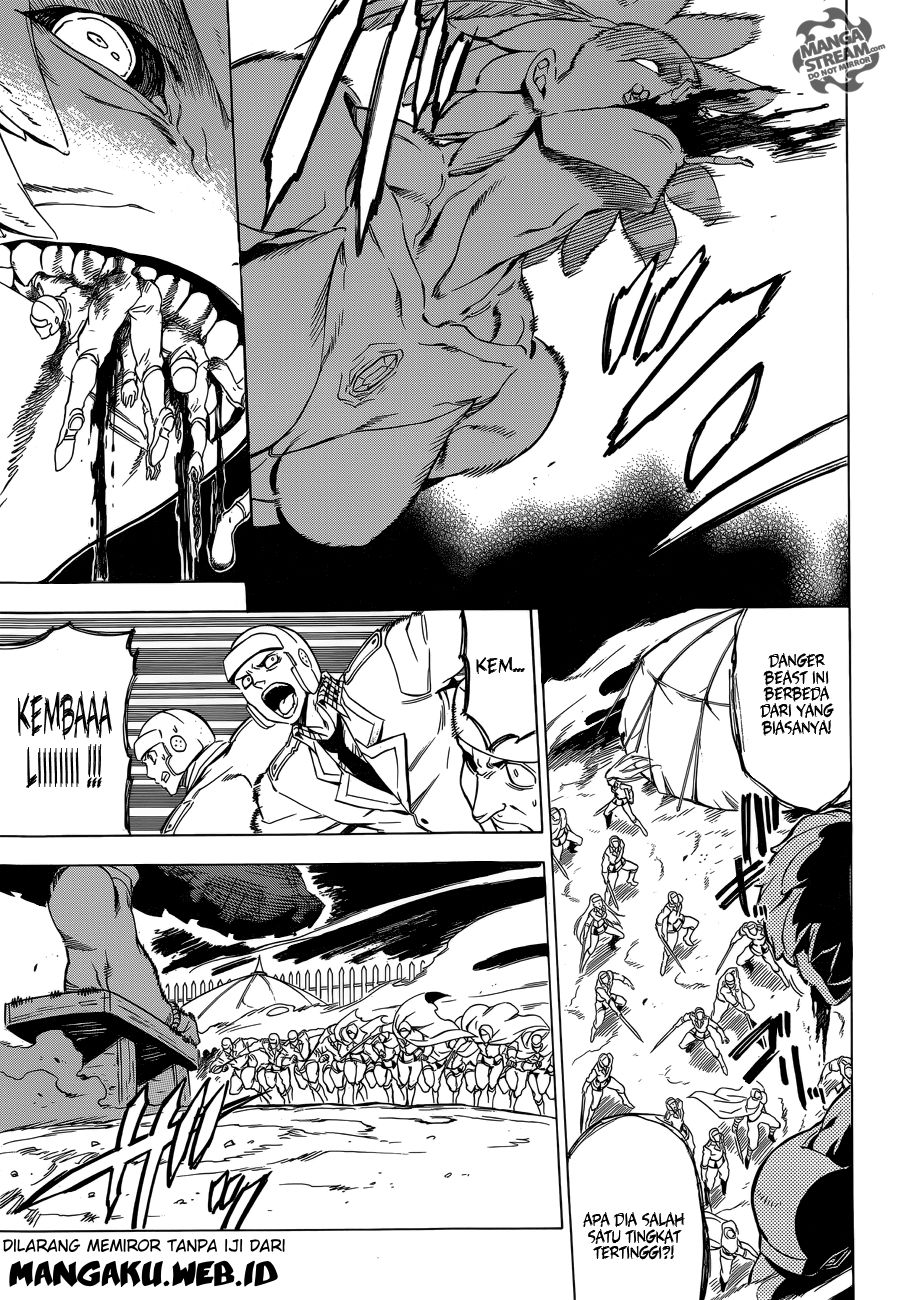 MANGA
STREAM.com
DO NOT MIRROR!
DANGER
BEAST INI
BERBEDA
DARI YANG
BIASANYA!
APA DIA SALAH
SATU TINGKAT
TERTINGGI?!
KEM...
KEMBAAA
LIIIIIIII !!!
DILARANG MEMIROR TANPA IJI DARI
MANGAKU.WEB.ID